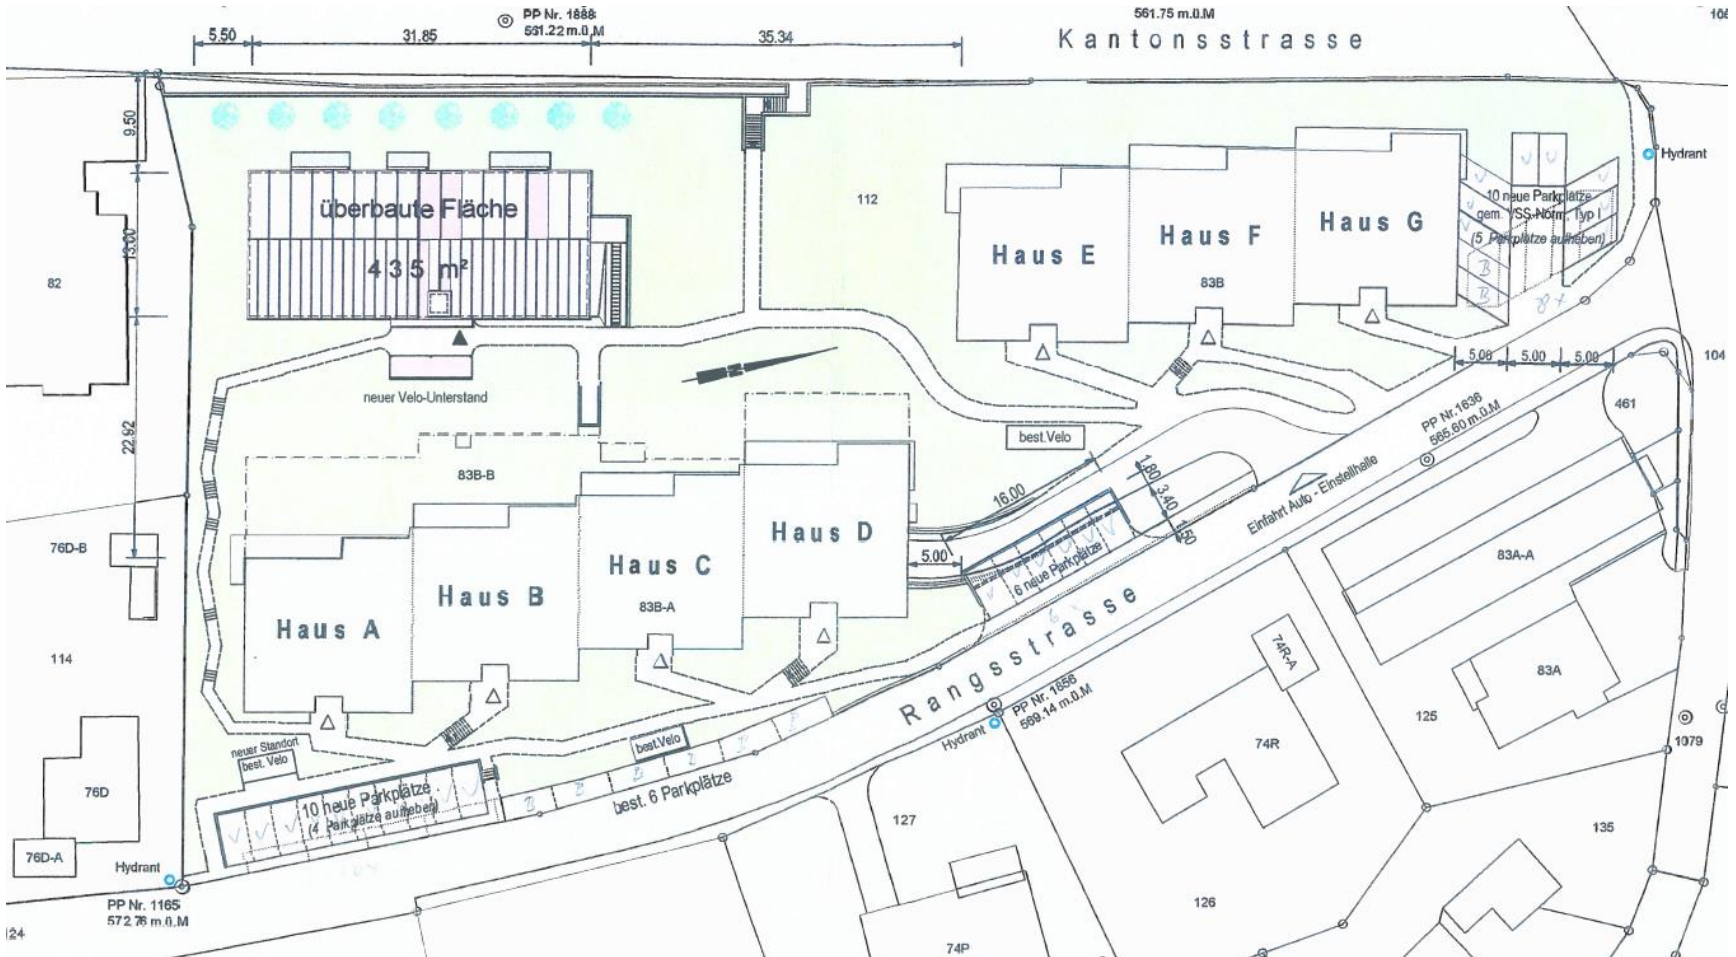 PP Nr. 1888
561.22 m.ü.M
561.75 m.ü.M
5.50
31.85
35.34
Kantonsstrasse
9.50
Hydrant
112
10 neue Parkplätze
gem. VSS-Norm, Typ I
(5 Parkplätze aufheben)
überbaute Fläche
435 m²
13.00
Haus E
Haus F
Haus G
83B
82
B
B
8x
N
5.00
5.00
5.00
104
neuer Velo-Unterstand
22.92
best.Velo
PP Nr.1636
565.60 m.ü.M
461
83B-B
16.00
1.80
3.40
1.50
Einfahrt Auto - Einstellhalle
76D-B
Haus A
Haus B
Haus C
Haus D
83B-A
5.00
6 neue Parkplätze
6
83A-A
Rangsstrasse
114
74R-A
83A
PP Nr. 1856
569.14 m.ü.M
Hydrant
74R
125
1079
neuer Standort
best. Velo
best.Velo
B
B
B
B
B
B
best. 6 Parkplätze
10 neue Parkplätze
(4 Parkplätze aufheben)
76D
76D-A
Hydrant
127
135
PP Nr. 1165
572.76 m.ü.M
126
124
74P